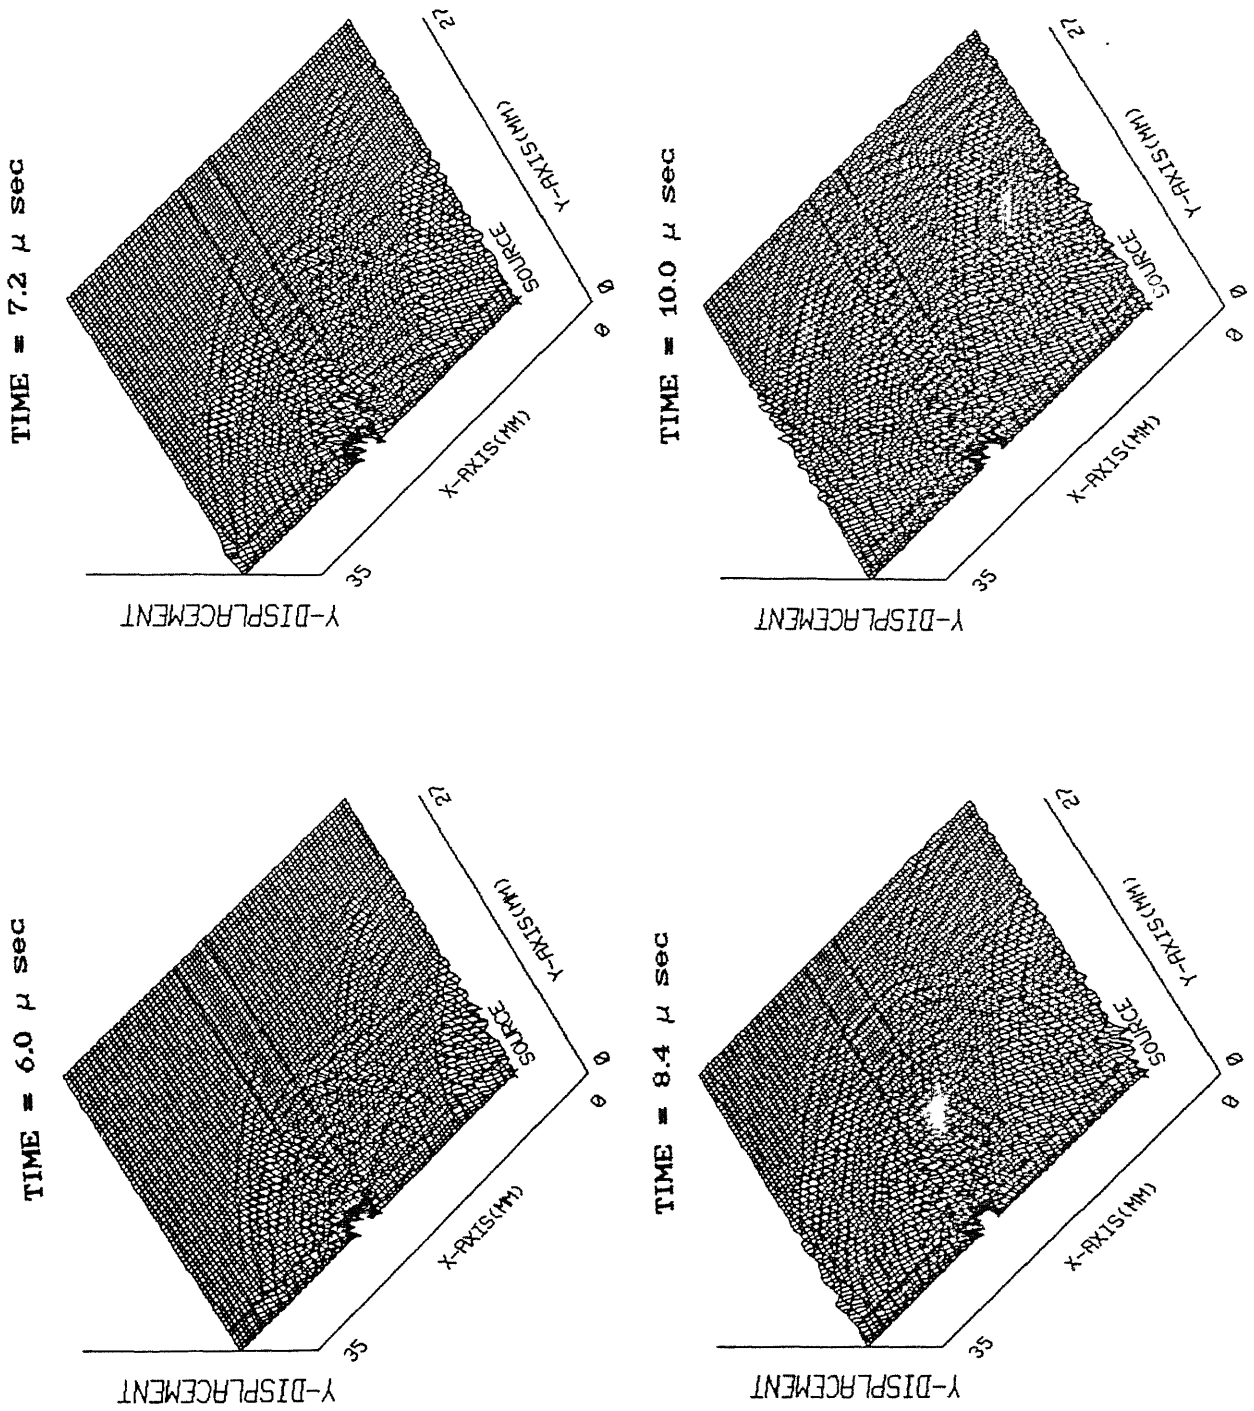 TIME = 6.0 μ sec
Y-DISPLACEMENT
35
X-AXIS(MM)
0
0
SOURCE
Y-AXIS(MM)
27
TIME = 7.2 μ sec
Y-DISPLACEMENT
35
X-AXIS(MM)
0
0
SOURCE
Y-AXIS(MM)
27
TIME = 8.4 μ sec
Y-DISPLACEMENT
35
X-AXIS(MM)
0
0
SOURCE
Y-AXIS(MM)
27
TIME = 10.0 μ sec
Y-DISPLACEMENT
35
X-AXIS(MM)
0
0
SOURCE
Y-AXIS(MM)
27